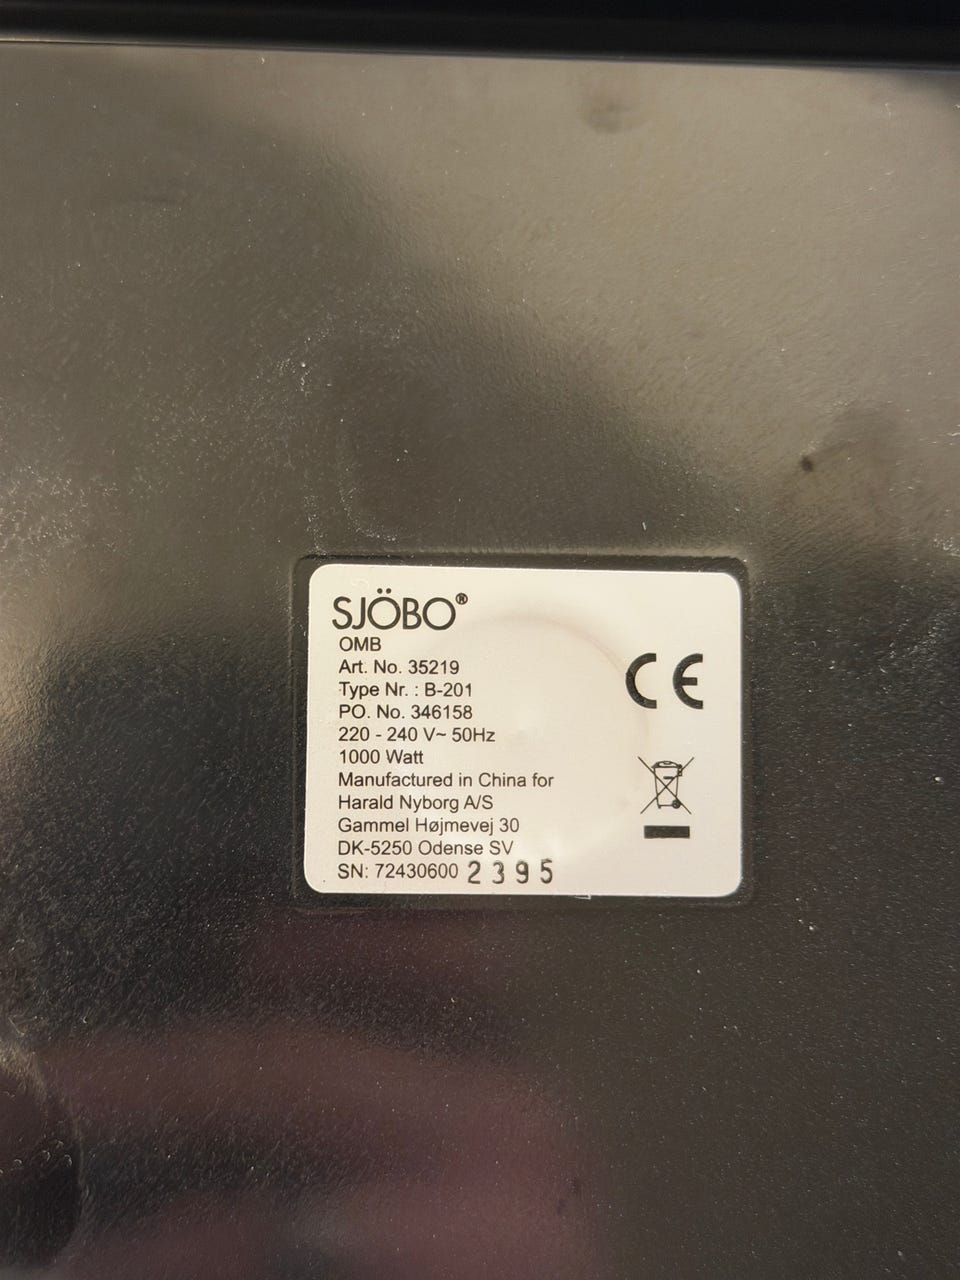 SJÖBO®
OMB
Art. No. 35219
Type Nr. : B-201
PO. No. 346158
220 - 240 V~ 50Hz
1000 Watt
Manufactured in China for
Harald Nyborg A/S
Gammel Højmevej 30
DK-5250 Odense SV
SN: 72430600 2395
CE